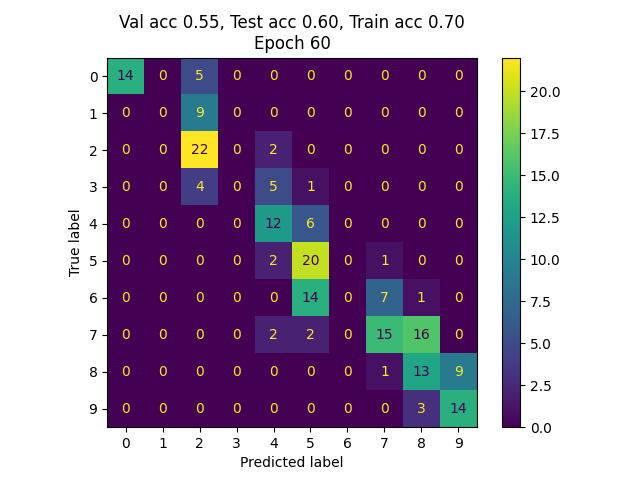 Val acc 0.55, Test acc 0.60, Train acc 0.70
Epoch 60
0 14 0 5 0 0 0 0 0 0 0
1 0 0 9 0 0 0 0 0 0 0
2 0 0 22 0 2 0 0 0 0 0
3 0 0 4 0 5 1 0 0 0 0
4 0 0 0 0 12 6 0 0 0 0
5 0 0 0 0 2 20 0 1 0 0
6 0 0 0 0 0 14 0 7 1 0
7 0 0 0 0 2 2 0 15 16 0
8 0 0 0 0 0 0 0 1 13 9
9 0 0 0 0 0 0 0 0 3 14
0 1 2 3 4 5 6 7 8 9
Predicted label
True label
20.0
17.5
15.0
12.5
10.0
7.5
5.0
2.5
0.0